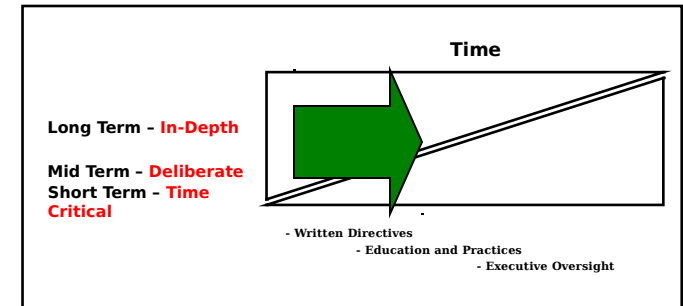 Time
Long Term – In-Depth
Mid Term – Deliberate
Short Term – Time
Critical
- Written Directives
- Education and Practices
- Executive Oversight